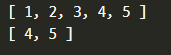 [ 1, 2, 3, 4, 5 ]
[ 4, 5 ]